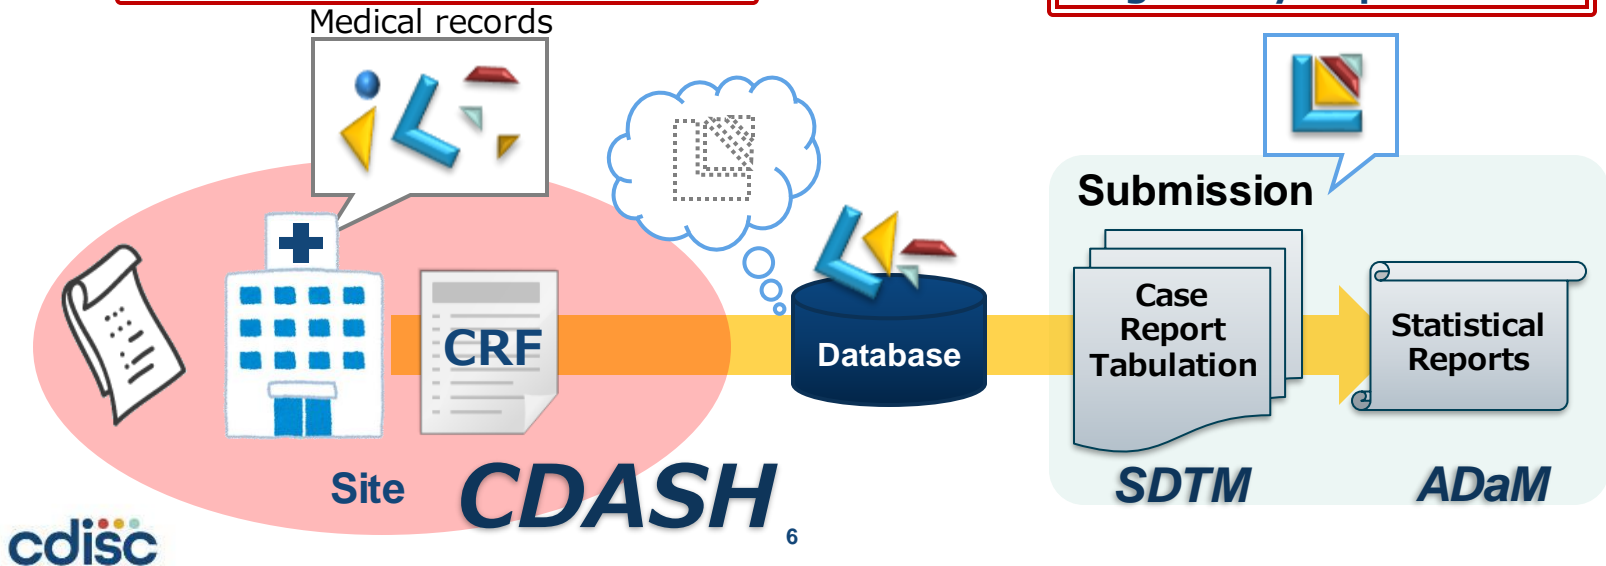 Medical records
Submission
Case
Report
Tabulation
Statistical
Reports
CRF
Database
Site
CDASH
SDTM
ADaM
cdisc
6